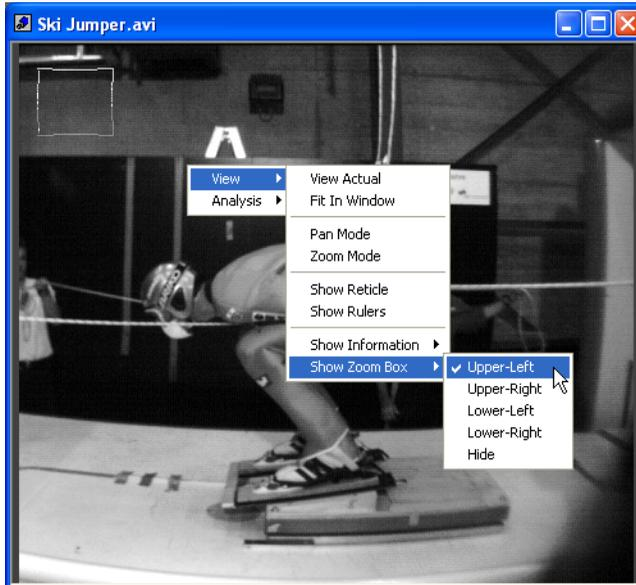 Ski Jumper.avi
A
View
Analysis
View Actual
Fit In Window
Pan Mode
Zoom Mode
Show Reticle
Show Rulers
Show Information
Show Zoom Box
Upper-Left
Upper-Right
Lower-Left
Lower-Right
Hide